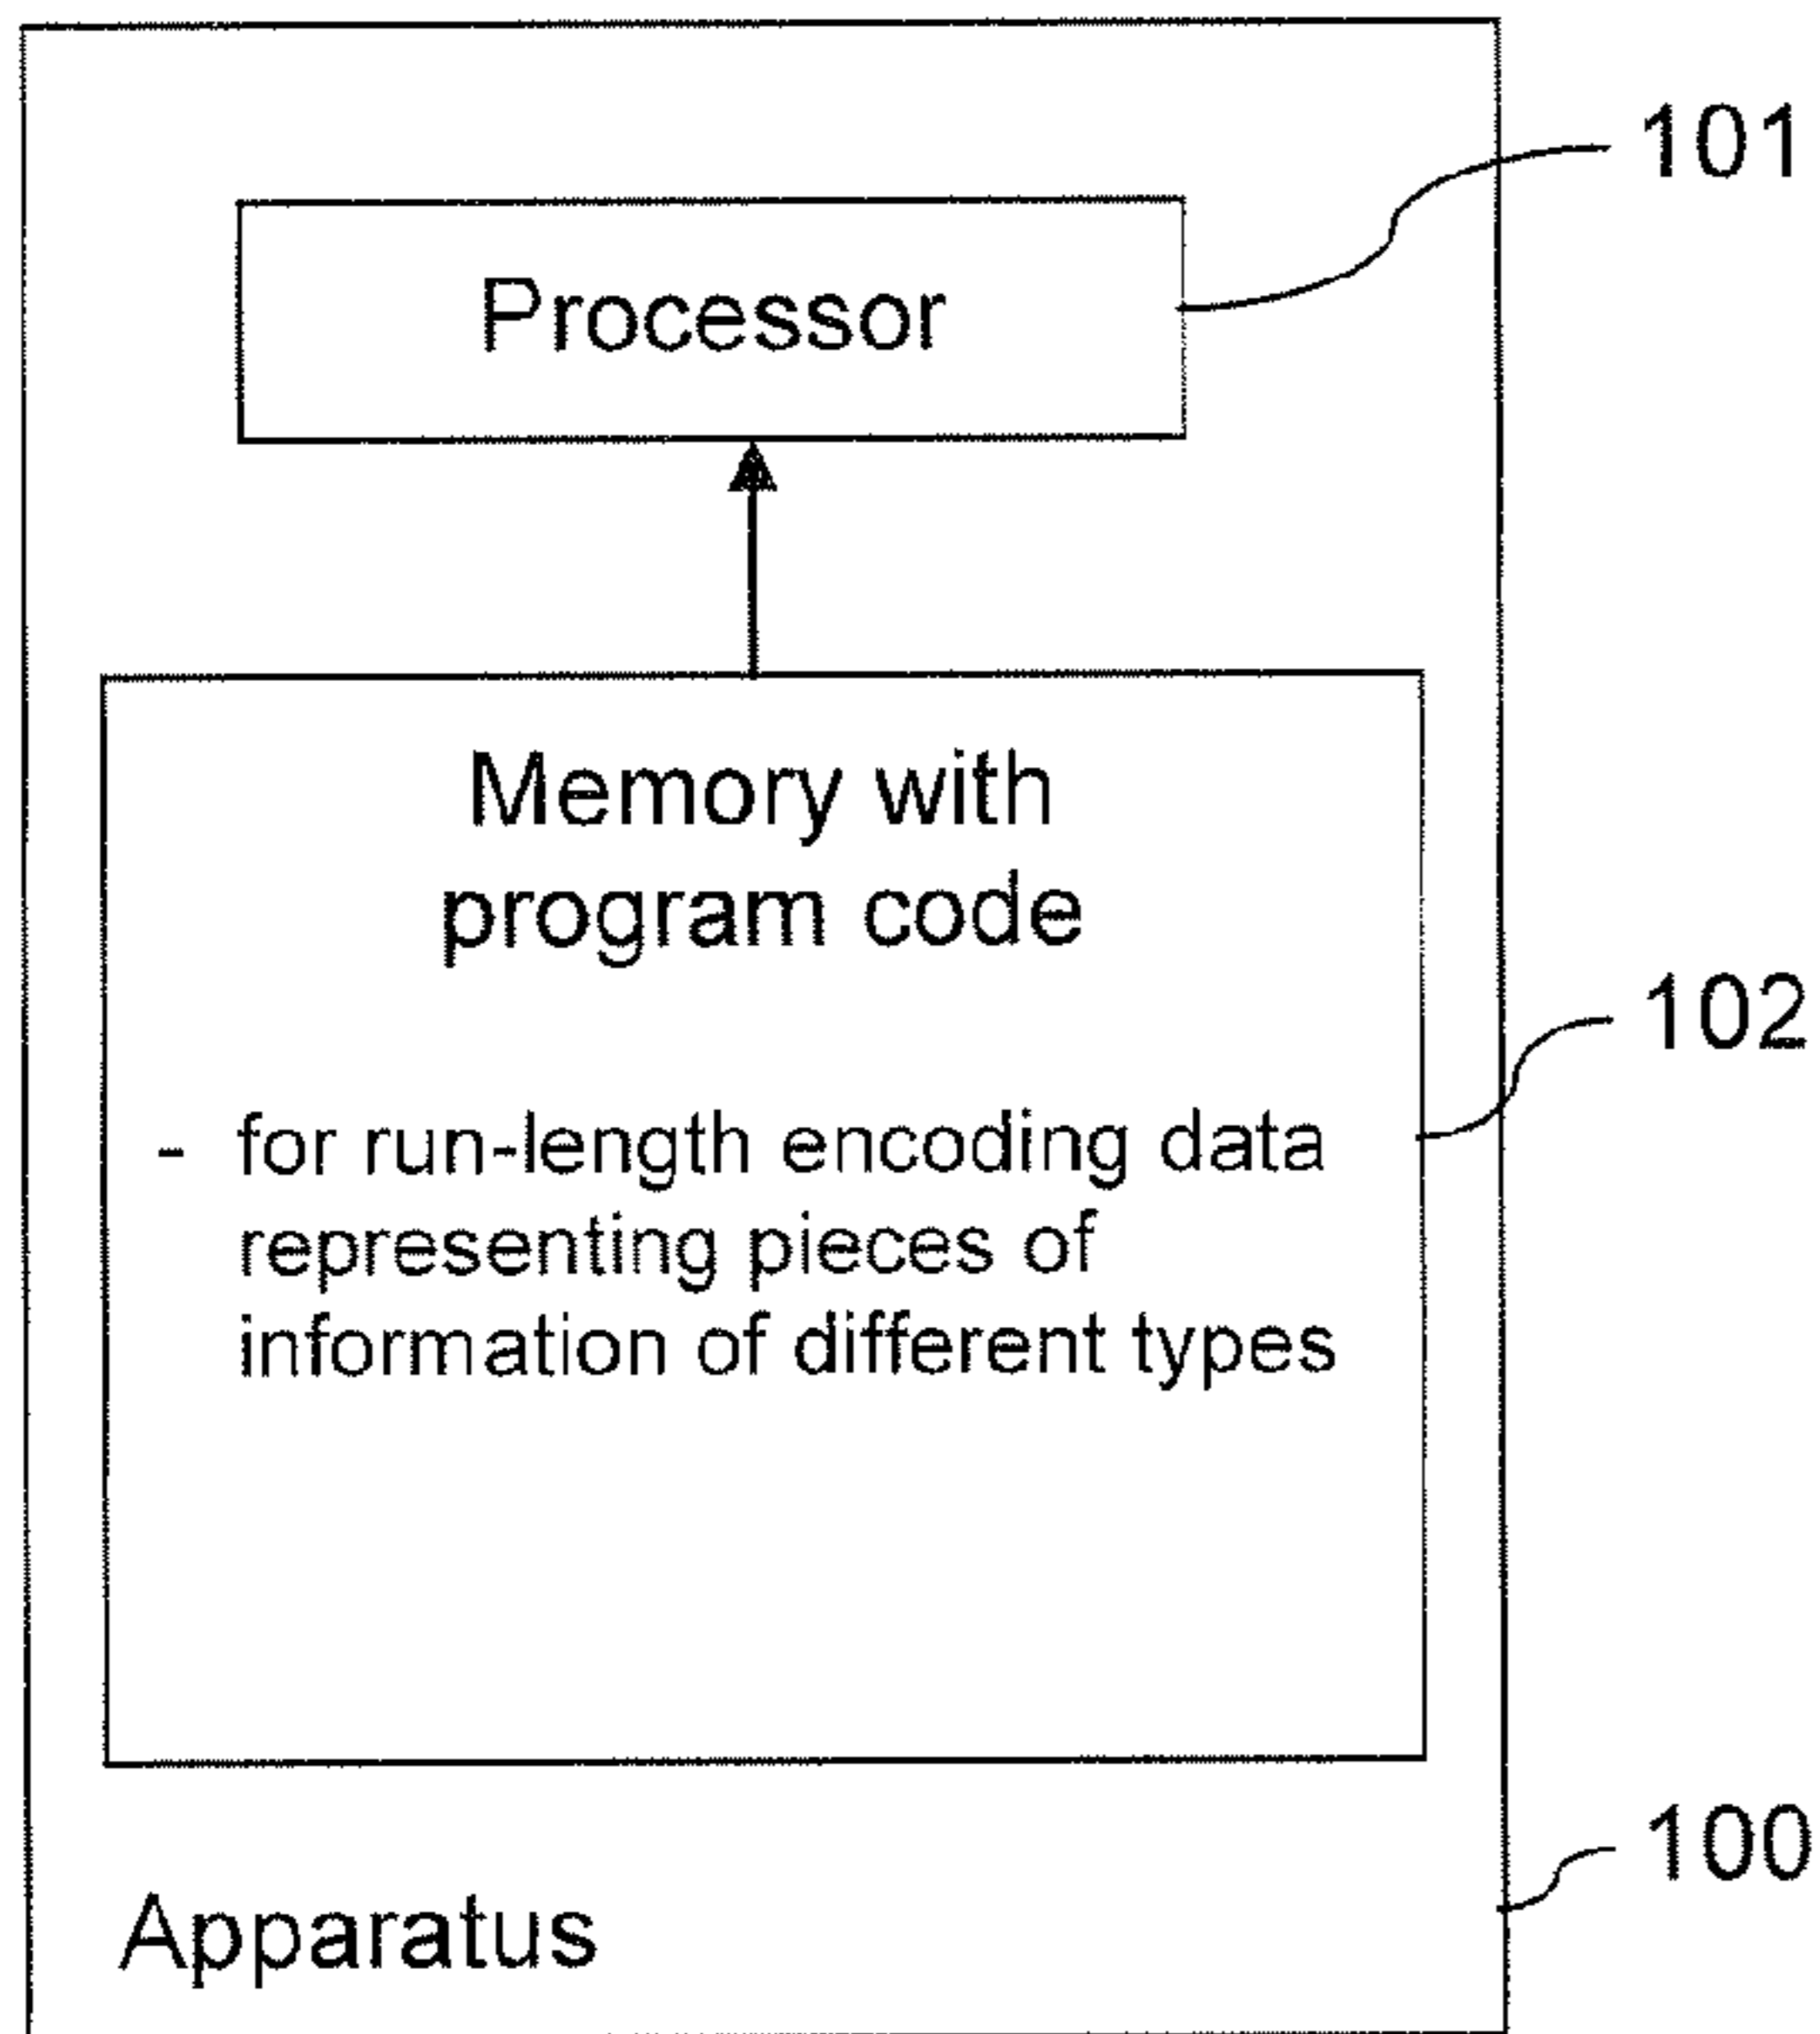 101
Processor
Memory with
program code
102
- for run-length encoding data
representing pieces of
information of different types
100
Apparatus